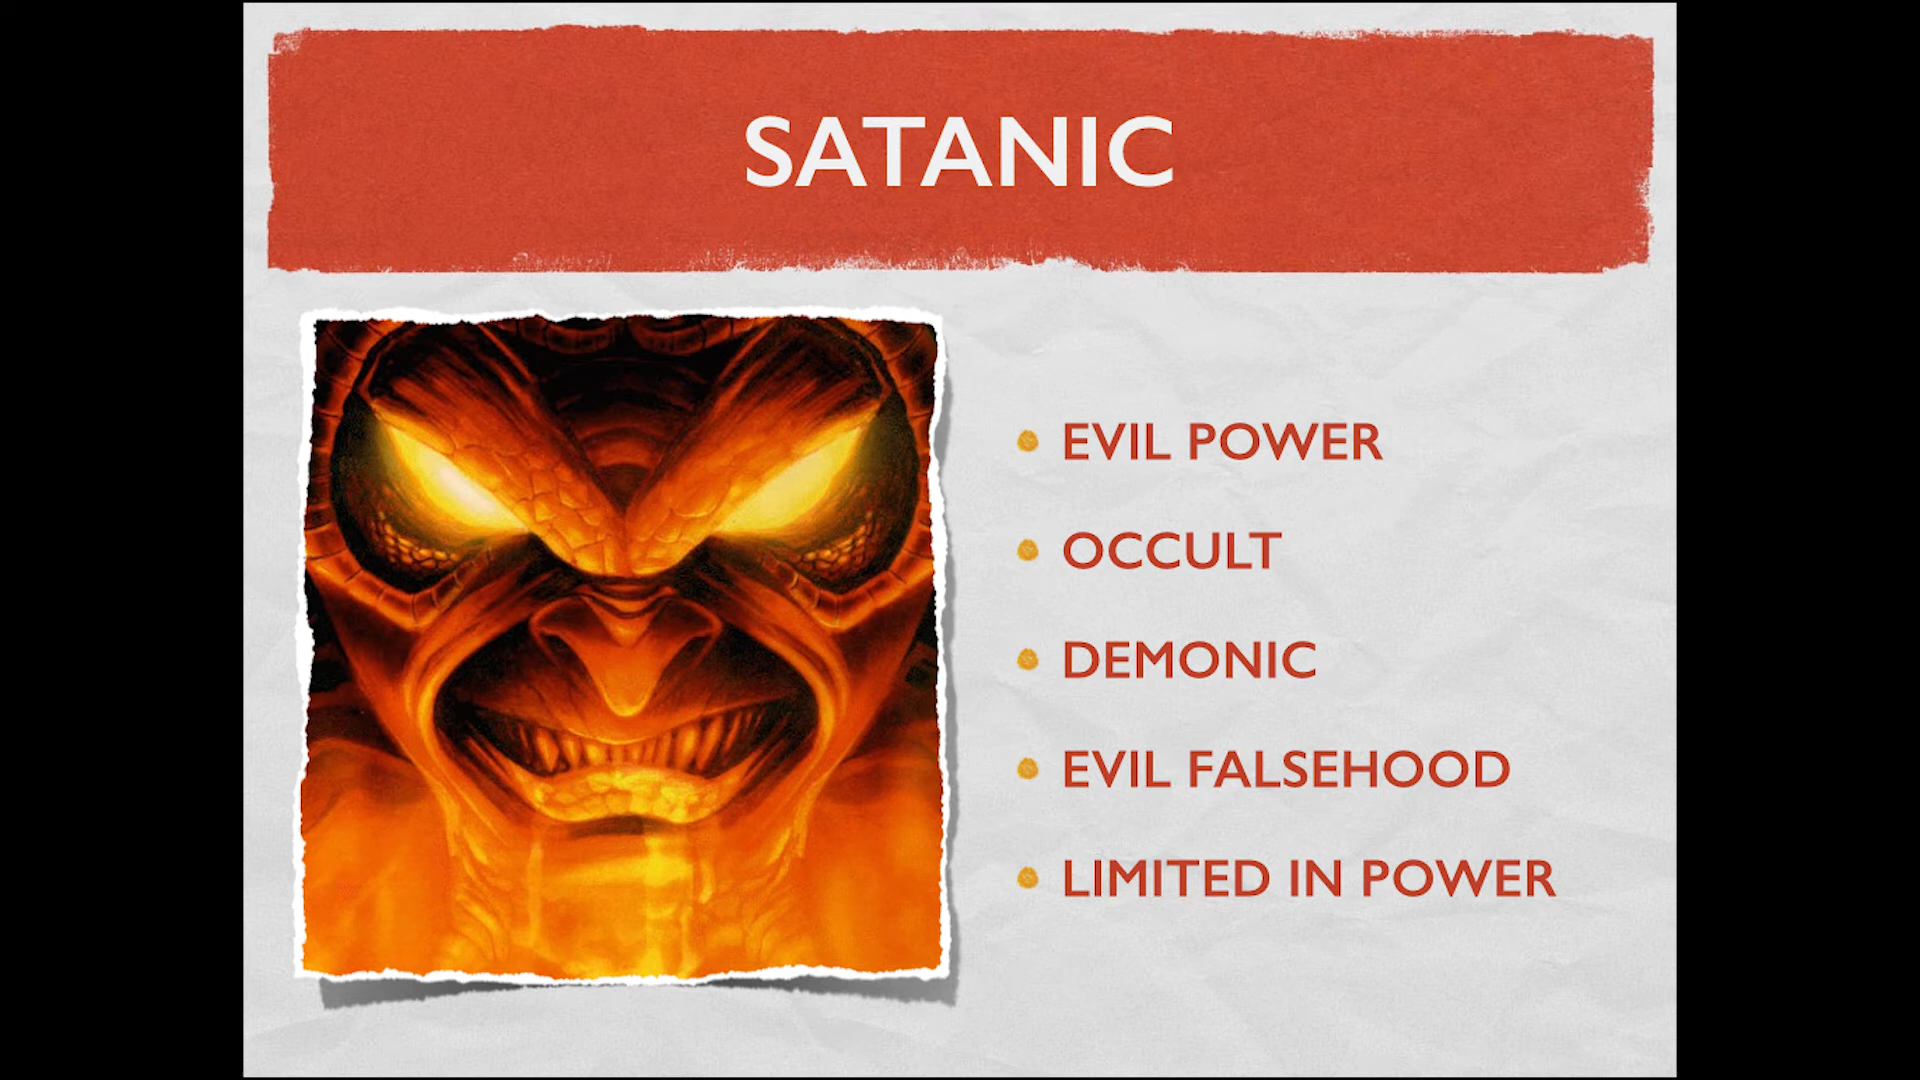 SATANIC
EVIL POWER
OCCULT
DEMONIC
EVIL FALSEHOOD
LIMITED IN POWER